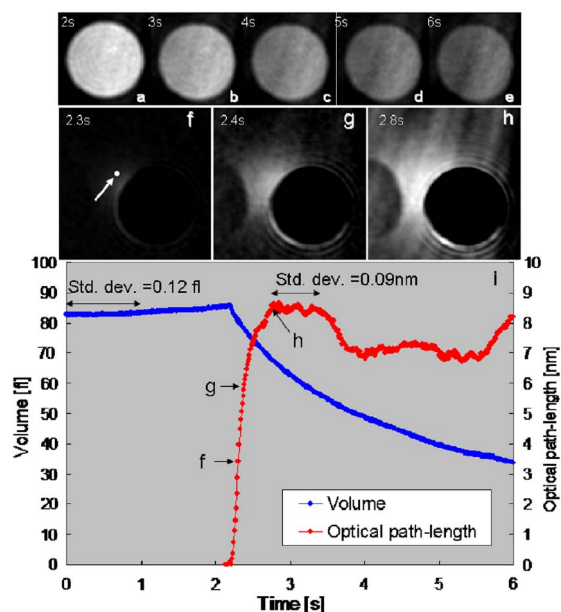 2s 3s 4s 5s 6s
a b c d e
2.3s f 2.4s g 2.8s h
i
Std. dev. =0.12 fl
Std. dev. =0.09nm
h
g
f
Volume [fl]
100
90
80
70
60
50
40
30
20
10
0
Optical path-length [nm]
10
9
8
7
6
5
4
3
2
1
0
Volume
Optical path-length
0 1 2 3 4 5 6
Time [s]